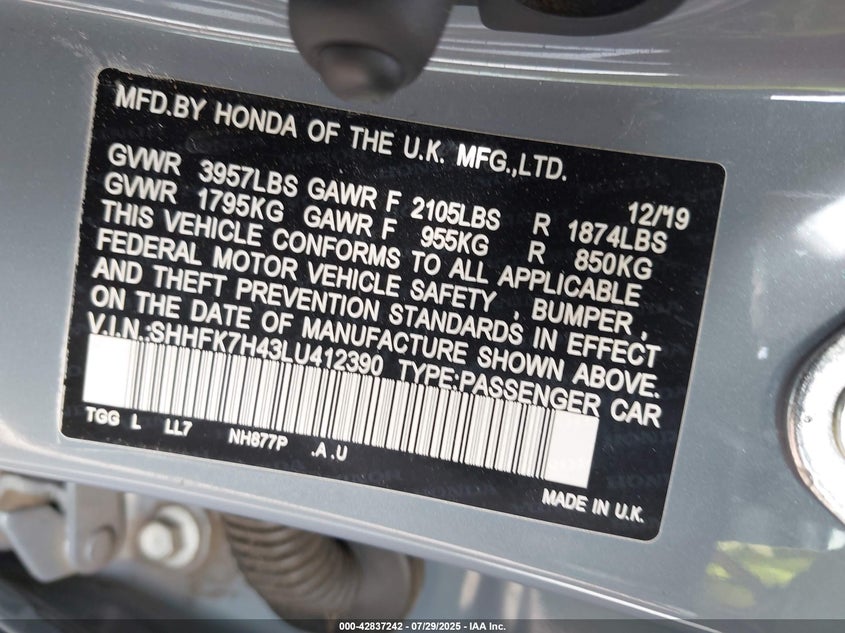 MFD.BY HONDA OF THE U.K. MFG.,LTD.
12/'19
GVWR 3957LBS GAWR F 2105LBS R 1874LBS
GVWR 1795KG GAWR F 955KG R 850KG
THIS VEHICLE CONFORMS TO ALL APPLICABLE
FEDERAL MOTOR VEHICLE SAFETY , BUMPER ,
AND THEFT PREVENTION STANDARDS IN EFFECT
ON THE DATE OF MANUFACTURE SHOWN ABOVE.
V.I.N.:SHHFK7H43LU412390 TYPE:PASSENGER CAR
TGG L LL7 NH877P .A .U
MADE IN U.K.
000-42837242 - 07/29/2025 - IAA Inc.